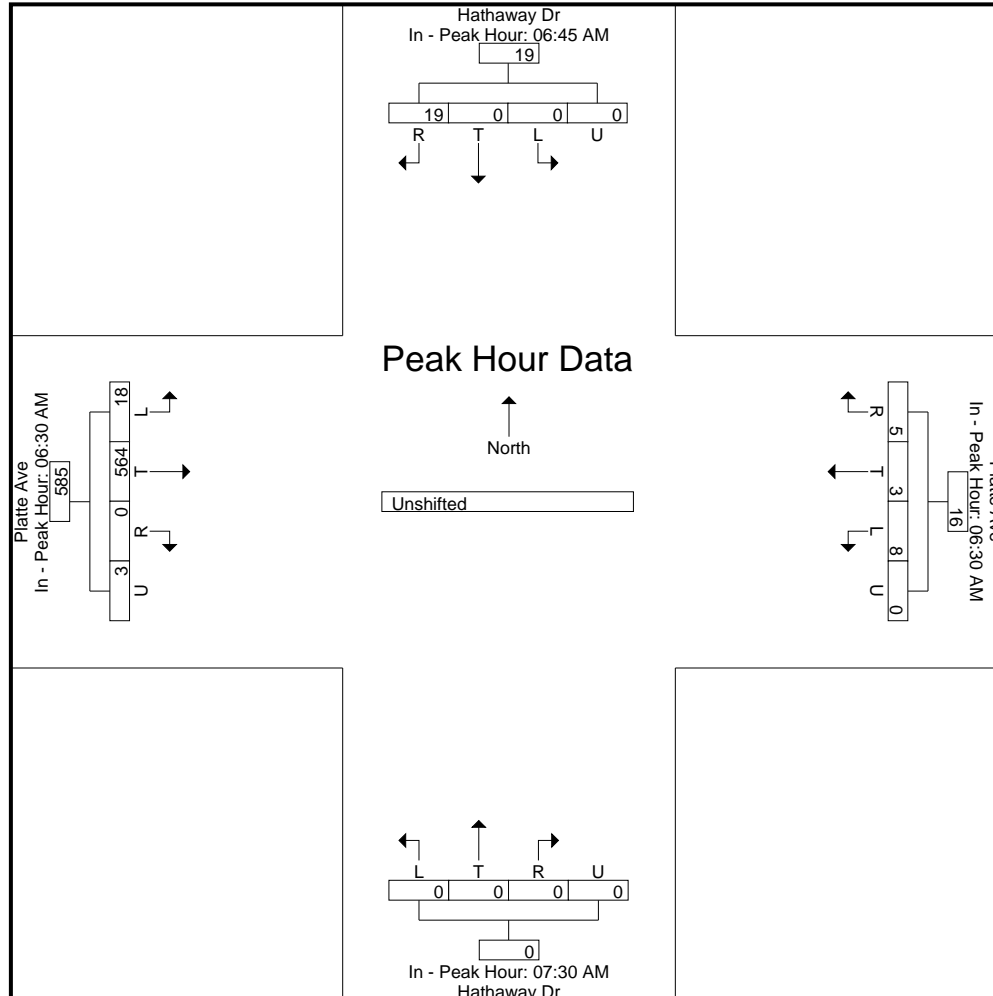 Hathaway Dr
In - Peak Hour: 06:45 AM
19
19 0 0 0
R T L U
Peak Hour Data
North
Unshifted
Platte Ave
In - Peak Hour: 06:30 AM
585
18 564 0 3
L T R U
R T L U
5 3 8 0
16
In - Peak Hour: 06:30 AM
Platte Ave
L T R U
0 0 0 0
0
In - Peak Hour: 07:30 AM
Hathaway Dr